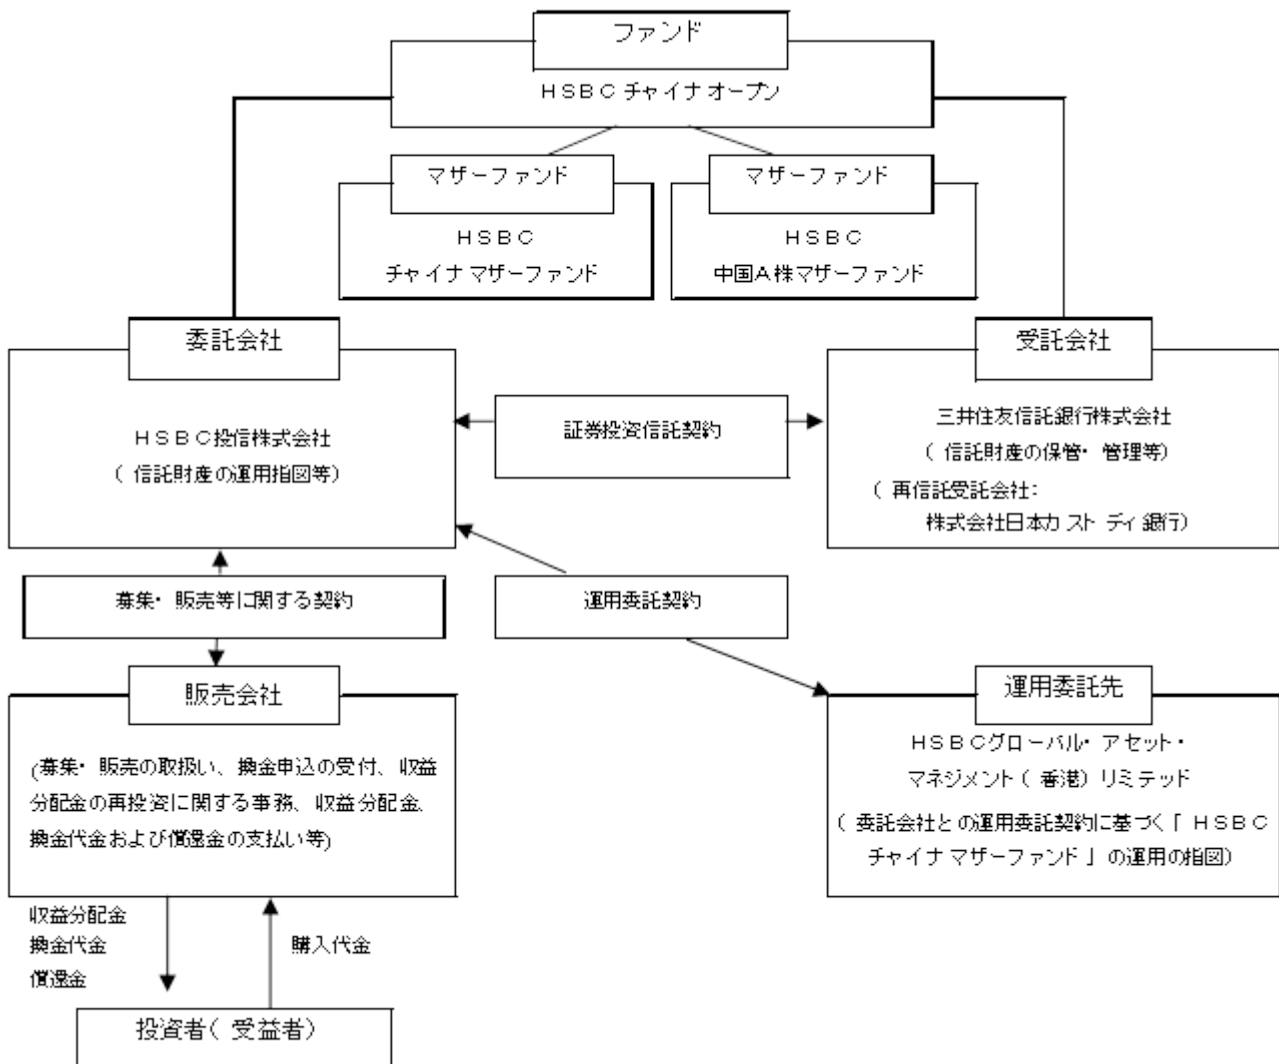 ファンド
HSBCチャイナオープン
マザーファンド
HSBC
チャイナマザーファンド
マザーファンド
HSBC
中国A株マザーファンド
委託会社
HSBC投信株式会社
(信託財産の運用指図等)
証券投資信託契約
受託会社
三井住友信託銀行株式会社
(信託財産の保管・管理等)
(再信託受託会社:
株式会社日本カストディ銀行)
募集・販売等に関する契約
運用委託契約
販売会社
(募集・販売の取扱い、換金申込の受付、収益
分配金の再投資に関する事務、収益分配金、
換金代金および償還金の支払い等)
運用委託先
HSBCグローバル・アセット・
マネジメント(香港)リミテッド
(委託会社との運用委託契約に基づく「HSBC
チャイナマザーファンド」の運用の指図)
収益分配金
換金代金
償還金
購入代金
投資者(受益者)